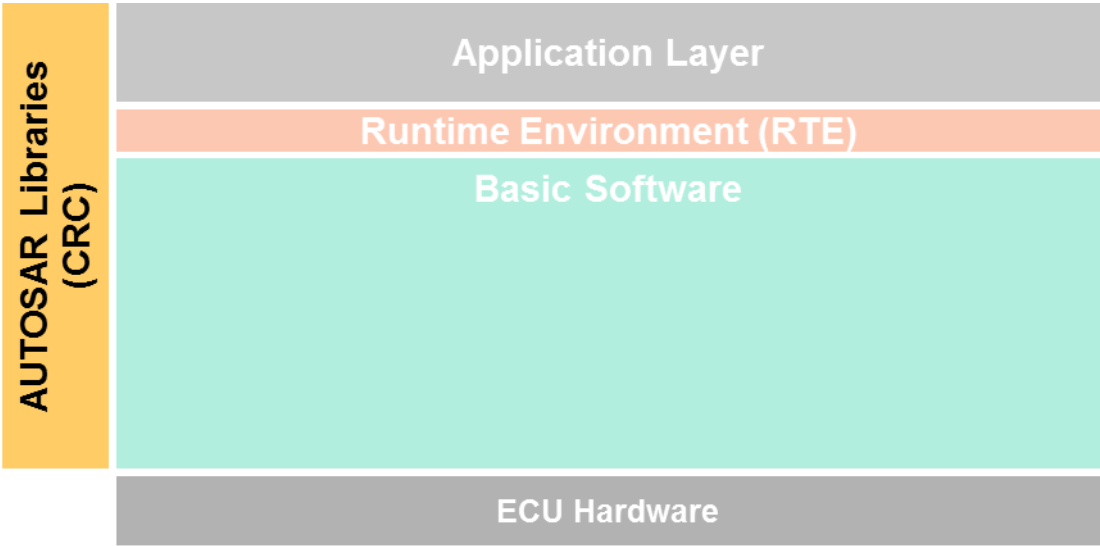 AUTOSAR Libraries
(CRC)
Application Layer
Runtime Environment (RTE)
Basic Software
ECU Hardware